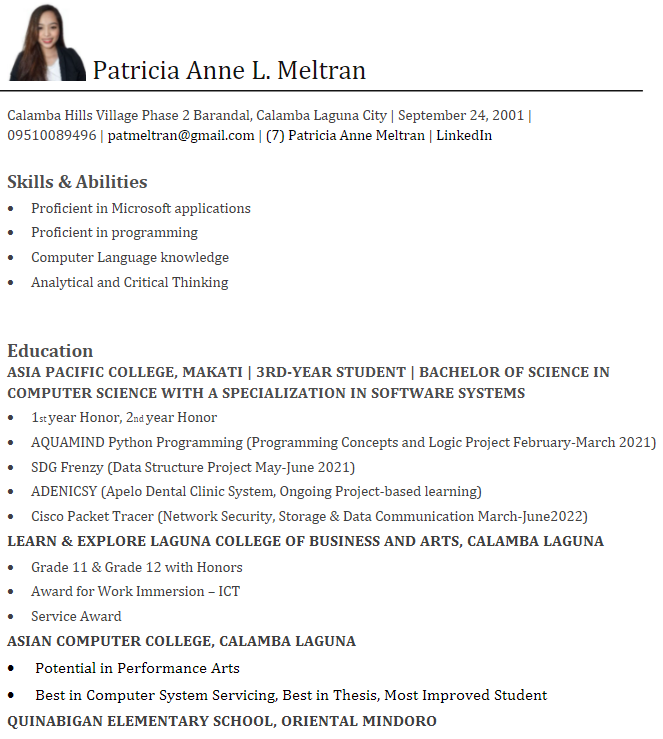 Patricia Anne L. Meltran
Calamba Hills Village Phase 2 Barandal, Calamba Laguna City | September 24, 2001 |
09510089496 | patmeltran@gmail.com | (7) Patricia Anne Meltran | LinkedIn
Skills & Abilities
• Proficient in Microsoft applications
• Proficient in programming
• Computer Language knowledge
• Analytical and Critical Thinking
Education
ASIA PACIFIC COLLEGE, MAKATI | 3RD-YEAR STUDENT | BACHELOR OF SCIENCE IN
COMPUTER SCIENCE WITH A SPECIALIZATION IN SOFTWARE SYSTEMS
• 1st year Honor, 2nd year Honor
• AQUAMIND Python Programming (Programming Concepts and Logic Project February-March 2021)
• SDG Frenzy (Data Structure Project May-June 2021)
• ADENICSY (Apelo Dental Clinic System, Ongoing Project-based learning)
• Cisco Packet Tracer (Network Security, Storage & Data Communication March-June2022)
LEARN & EXPLORE LAGUNA COLLEGE OF BUSINESS AND ARTS, CALAMBA LAGUNA
• Grade 11 & Grade 12 with Honors
• Award for Work Immersion – ICT
• Service Award
ASIAN COMPUTER COLLEGE, CALAMBA LAGUNA
• Potential in Performance Arts
• Best in Computer System Servicing, Best in Thesis, Most Improved Student
QUINABIGAN ELEMENTARY SCHOOL, ORIENTAL MINDORO